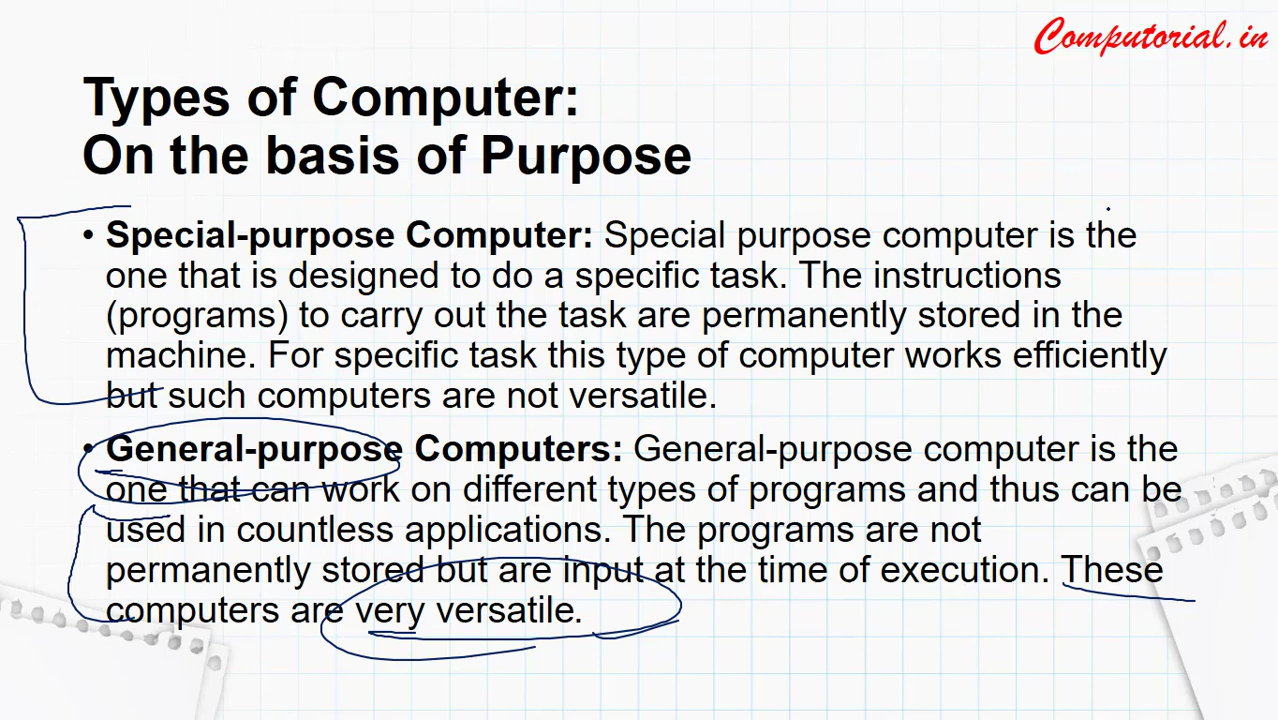 Computorial.in
Types of Computer:
On the basis of Purpose
• Special-purpose Computer: Special purpose computer is the
one that is designed to do a specific task. The instructions
(programs) to carry out the task are permanently stored in the
machine. For specific task this type of computer works efficiently
but such computers are not versatile.
• General-purpose Computers: General-purpose computer is the
one that can work on different types of programs and thus can be
used in countless applications. The programs are not
permanently stored but are input at the time of execution. These
computers are very versatile.